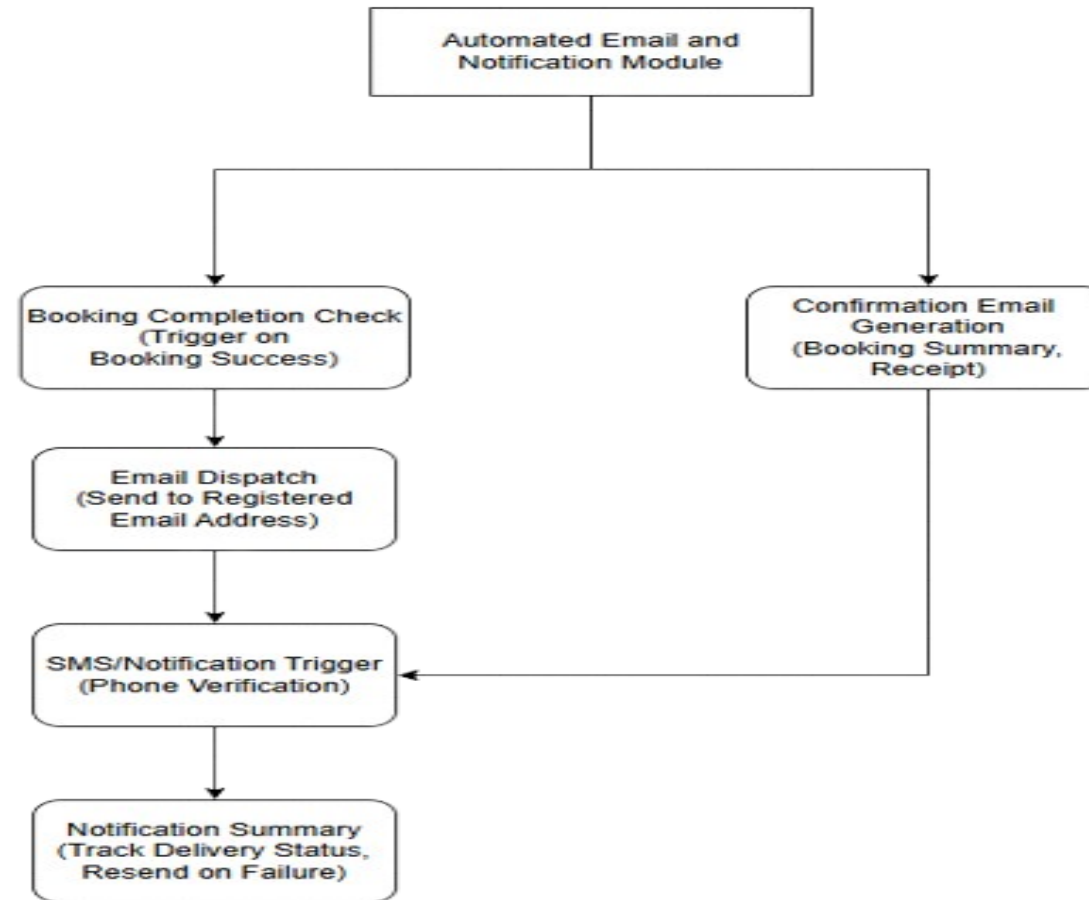 Automated Email and
Notification Module
Booking Completion Check
(Trigger on
Booking Success)
Confirmation Email
Generation
(Booking Summary,
Receipt)
Email Dispatch
(Send to Registered
Email Address)
SMS/Notification Trigger
(Phone Verification)
Notification Summary
(Track Delivery Status,
Resend on Failure)